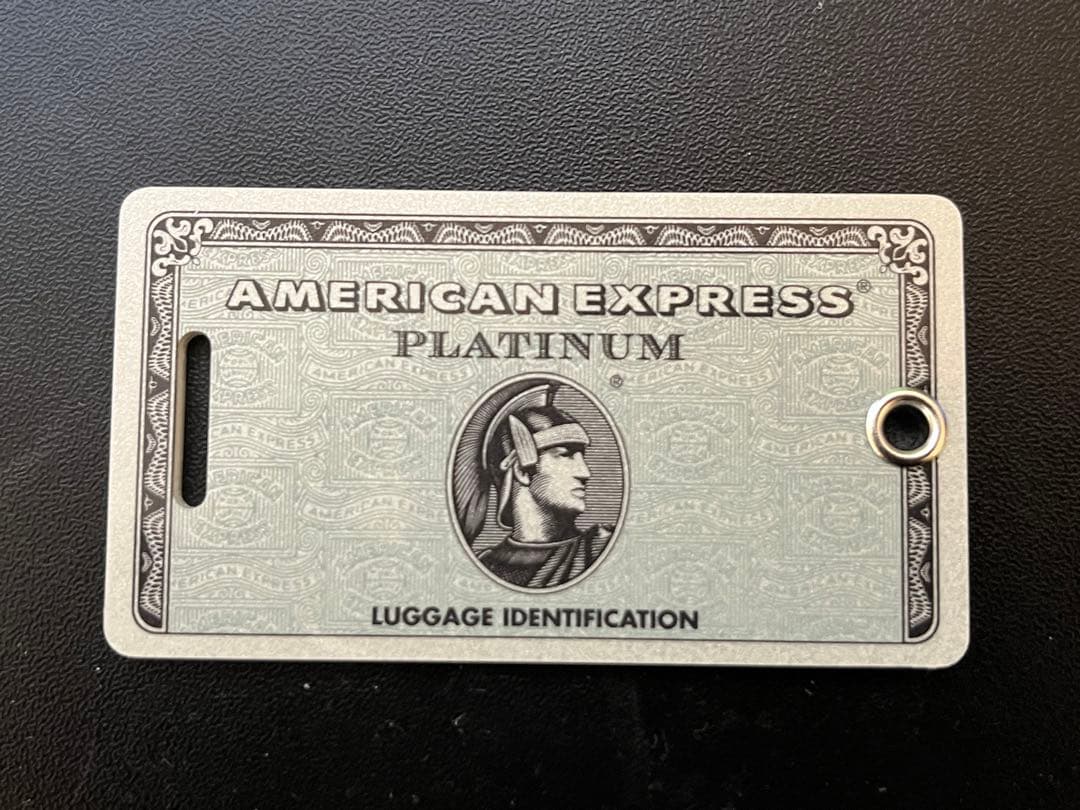 AMERICAN EXPRESS®
PLATINUM
®
LUGGAGE IDENTIFICATION